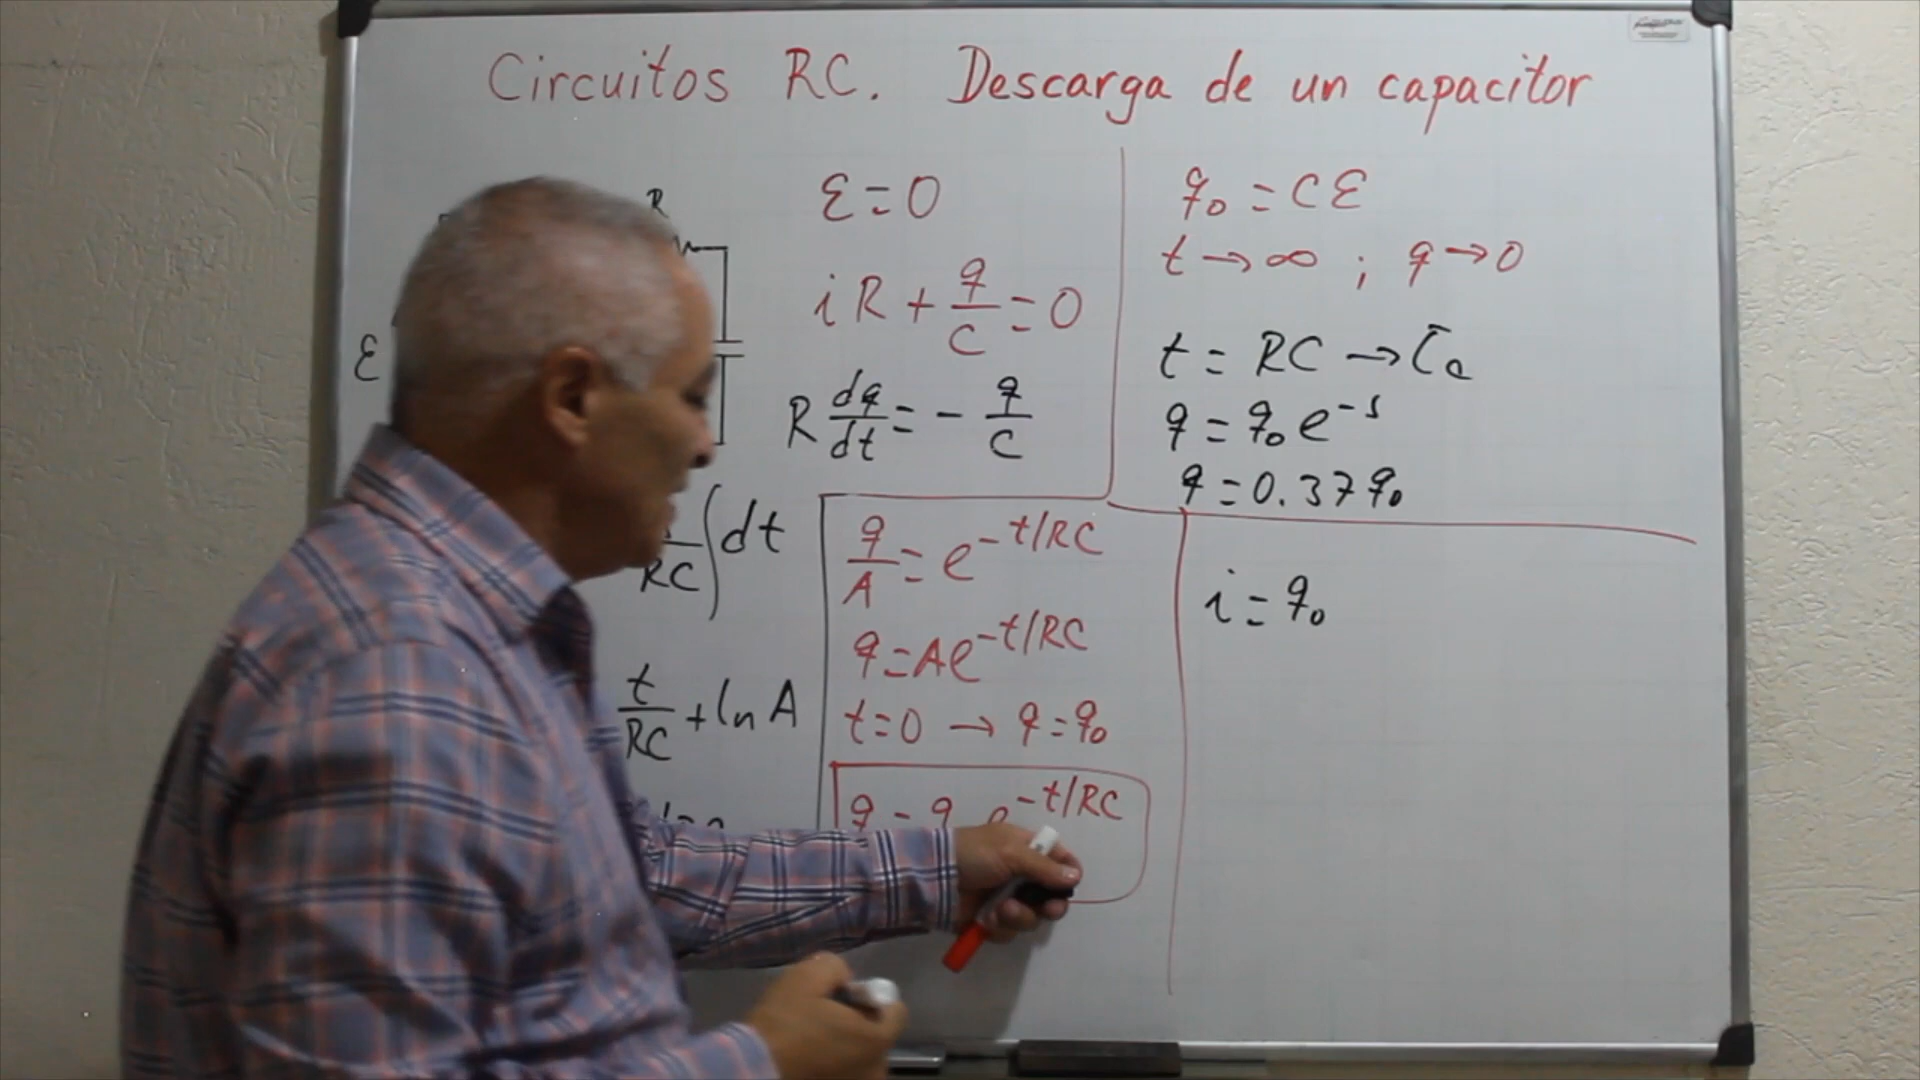 Circuitos RC. Descarga de un capacitor
R
ε
ε = 0
iR + q/C = 0
R dq/dt = - q/C
RC) dt
t/RC + ln A
q/A = e^-t/RC
q = Ae^-t/RC
t = 0 → q = q₀
q = q e^-t/RC
q₀ = Cε
t → ∞ ; q → 0
t = RC → τc
q = q₀ e^-1
q = 0.37 q₀
i = q₀